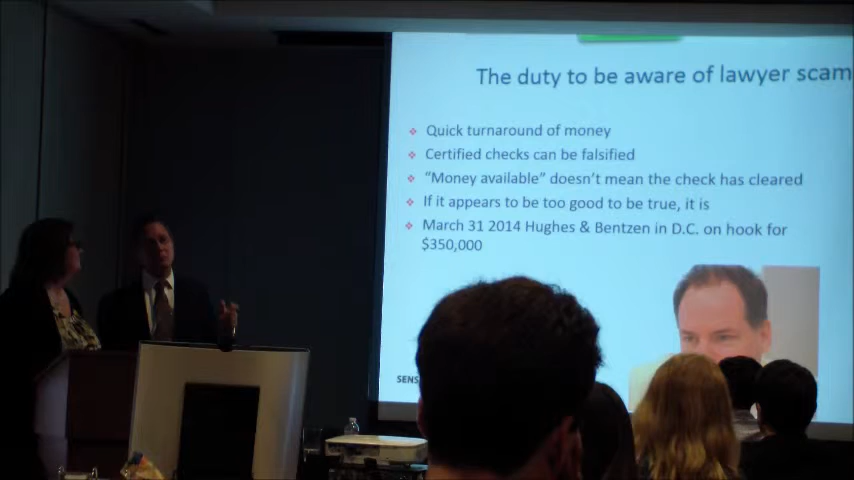 The duty to be aware of lawyer scam
Quick turnaround of money
Certified checks can be falsified
“Money available” doesn’t mean the check has cleared
If it appears to be too good to be true, it is
March 31 2014 Hughes & Bentzen in D.C. on hook for
$350,000
SENS